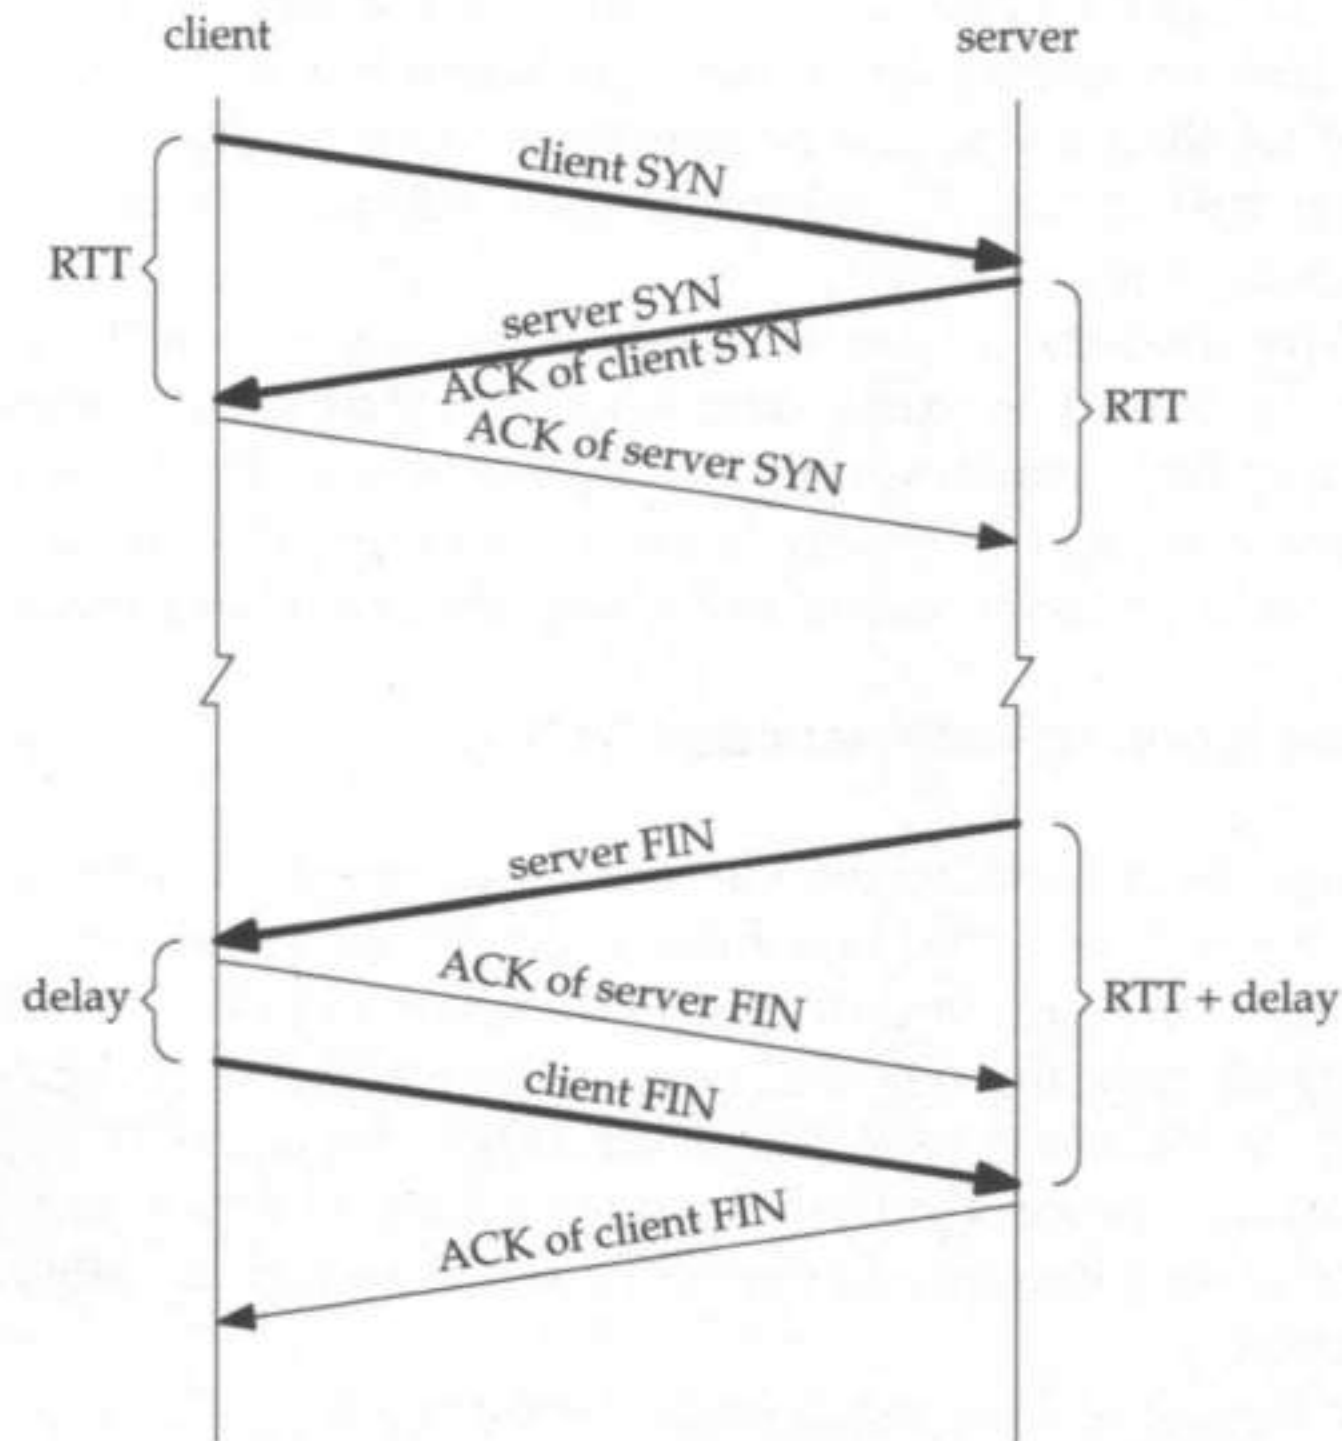 client
server
client SYN
RTT
server SYN
ACK of client SYN
RTT
ACK of server SYN
server FIN
ACK of server FIN
delay
RTT + delay
client FIN
ACK of client FIN